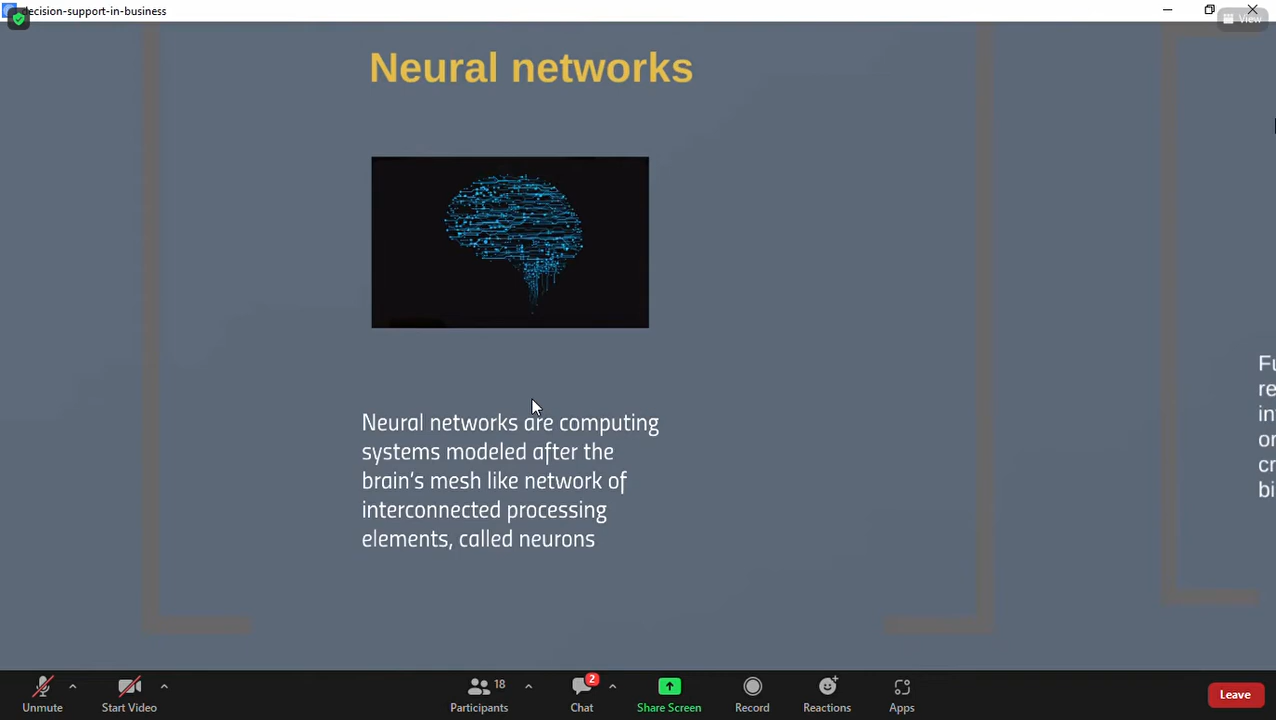 decision-support-in-business
View
Neural networks
Neural networks are computing
systems modeled after the
brain's mesh like network of
interconnected processing
elements, called neurons
Unmute
Start Video
18
Participants
2
Chat
Share Screen
Record
Reactions
Apps
Leave